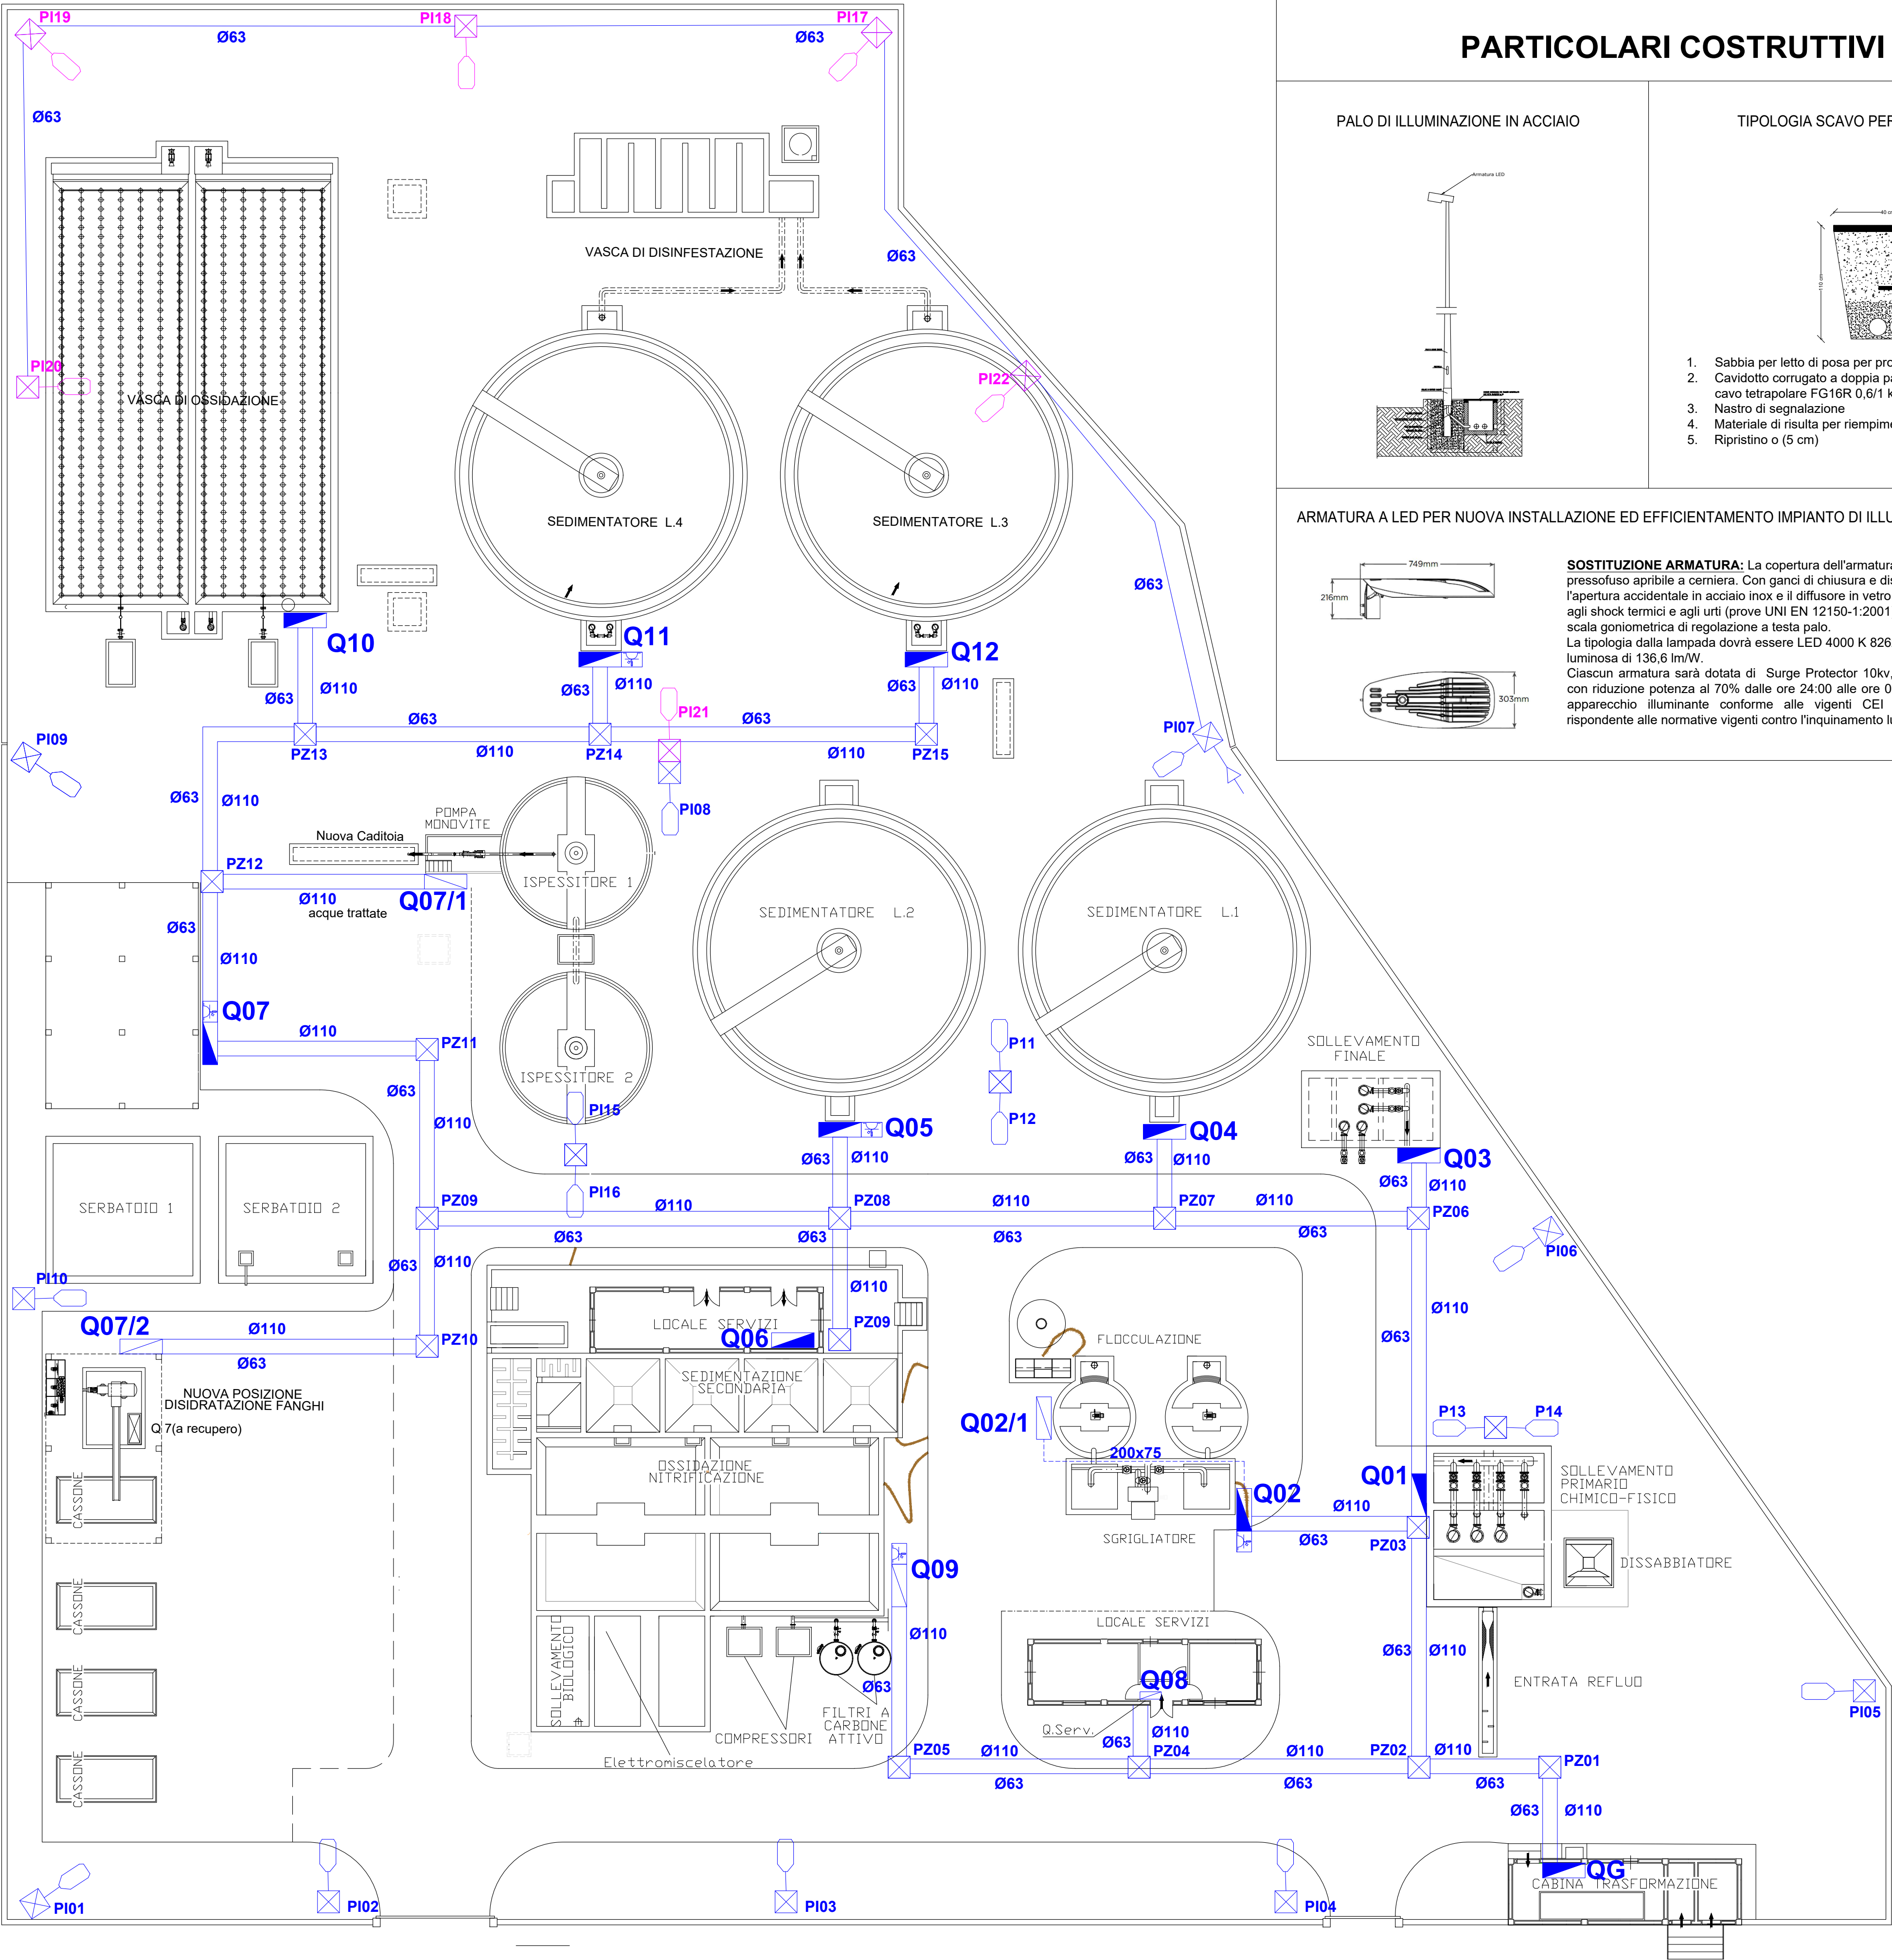 PI19
PI18
PI17
Ø63
Ø63
Ø63
VASCA DI DISINFESTAZIONE
Ø63
PI20
VASCA DI OSSIDAZIONE
PI22
SEDIMENTATORE L.4
SEDIMENTATORE L.3
Ø63
Q10
Q11
Q12
Ø63
Ø110
Ø63
Ø110
Ø63
Ø110
PI21
Ø63
Ø63
PI07
PI09
PZ13
Ø110
PZ14
Ø110
PZ15
Ø63
Ø110
PI08
POMPA
MONOVITE
Nuova Caditoia
PZ12
ISPESSITORE 1
Ø110
Q07/1
acque trattate
SEDIMENTATORE L.2
SEDIMENTATORE L.1
Ø63
Ø110
Q07
Ø110
PZ11
P11
SOLLEVAMENTO
FINALE
ISPESSITORE 2
Ø63
PI15
Ø110
P12
Q05
Q04
Ø63
Ø110
Ø63
Ø110
Q03
Ø63
Ø110
SERBATOIO 1
SERBATOIO 2
PI16
PZ09
Ø110
PZ08
Ø110
PZ07
Ø110
PZ06
Ø63
Ø63
Ø63
Ø63
PI06
Ø63
Ø110
PI10
Ø110
Ø110
Q07/2
Ø110
PZ10
LOCALE SERVIZI
Q06
PZ09
FLOCCULAZIONE
Ø63
Ø63
NUOVA POSIZIONE
DISIDRATAZIONE FANGHI
Q 7(a recupero)
SEDIMENTAZIONE
SECONDARIA
Q02/1
P13
P14
200x75
OSSIDAZIONE
NITRIFICAZIONE
CASSONE
Q01
SOLLEVAMENTO
PRIMARIO
CHIMICO-FISICO
Q02
Ø110
SGRIGLIATORE
Ø63
PZ03
DISSABBIATORE
Q09
CASSONE
LOCALE SERVIZI
Ø110
Ø63
Ø110
SOLLEVAMENTO
BIOLOGICO
CASSONE
Q08
Ø63
ENTRATA REFLUO
PI05
FILTRI A
CARBONE
ATTIVO
COMPRESSORI
Q.Serv.
Ø110
Ø63
Elettromiscelatore
PZ05
Ø110
PZ04
Ø110
PZ02
Ø110
PZ01
CASSONE
Ø63
Ø63
Ø63
Ø63
Ø110
QG
CABINA TRASFORMAZIONE
PI01
PI02
PI03
PI04
PARTICOLARI COSTRUTTIVI
PALO DI ILLUMINAZIONE IN ACCIAIO
Armatura LED
TIPOLOGIA SCAVO PER
40 c
110 cm
1. Sabbia per letto di posa per pro
2. Cavidotto corrugato a doppia pa
cavo tetrapolare FG16R 0,6/1 k
3. Nastro di segnalazione
4. Materiale di risulta per riempime
5. Ripristino o (5 cm)
ARMATURA A LED PER NUOVA INSTALLAZIONE ED EFFICIENTAMENTO IMPIANTO DI ILLU
749mm
216mm
303mm
SOSTITUZIONE ARMATURA: La copertura dell'armatura
pressofuso apribile a cerniera. Con ganci di chiusura e dis
l'apertura accidentale in acciaio inox e il diffusore in vetro
agli shock termici e agli urti (prove UNI EN 12150-1:2001
scala goniometrica di regolazione a testa palo.
La tipologia dalla lampada dovrà essere LED 4000 K 826
luminosa di 136,6 lm/W.
Ciascun armatura sarà dotata di Surge Protector 10kv,
con riduzione potenza al 70% dalle ore 24:00 alle ore 0
apparecchio illuminante conforme alle vigenti CEI
rispondente alle normative vigenti contro l'inquinamento lu